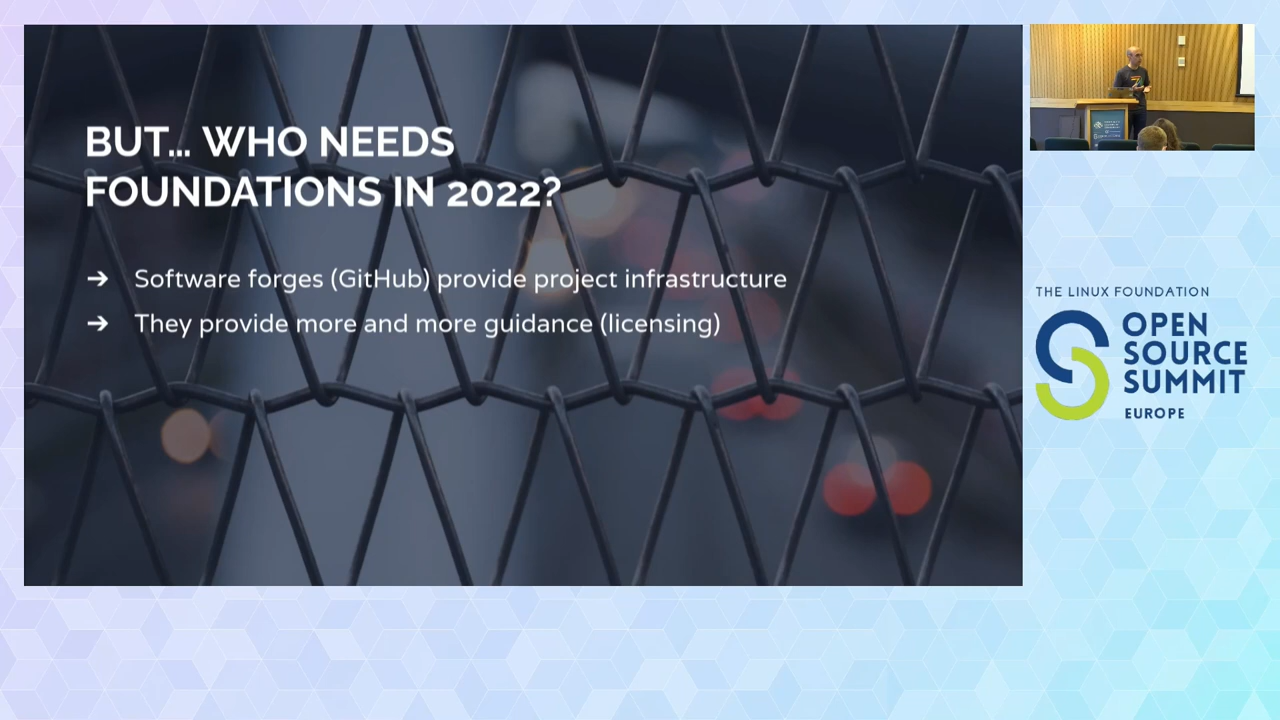 BUT... WHO NEEDS
FOUNDATIONS IN 2022?
➔ Software forges (GitHub) provide project infrastructure
➔ They provide more and more guidance (licensing)
THE LINUX FOUNDATION
OPEN
SOURCE
SUMMIT
EUROPE